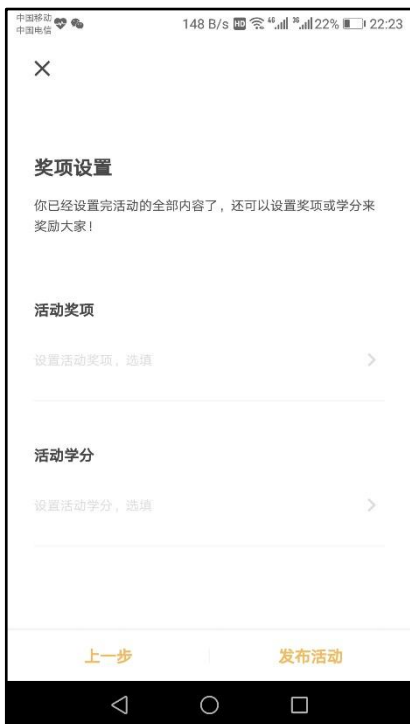 中国移动
中国电信
148 B/s HD 46 36 22% 22:23
奖项设置
你已经设置完活动的全部内容了，还可以设置奖项或学分来
奖励大家！
活动奖项
设置活动奖项，选填
活动学分
设置活动学分，选填
上一步 发布活动